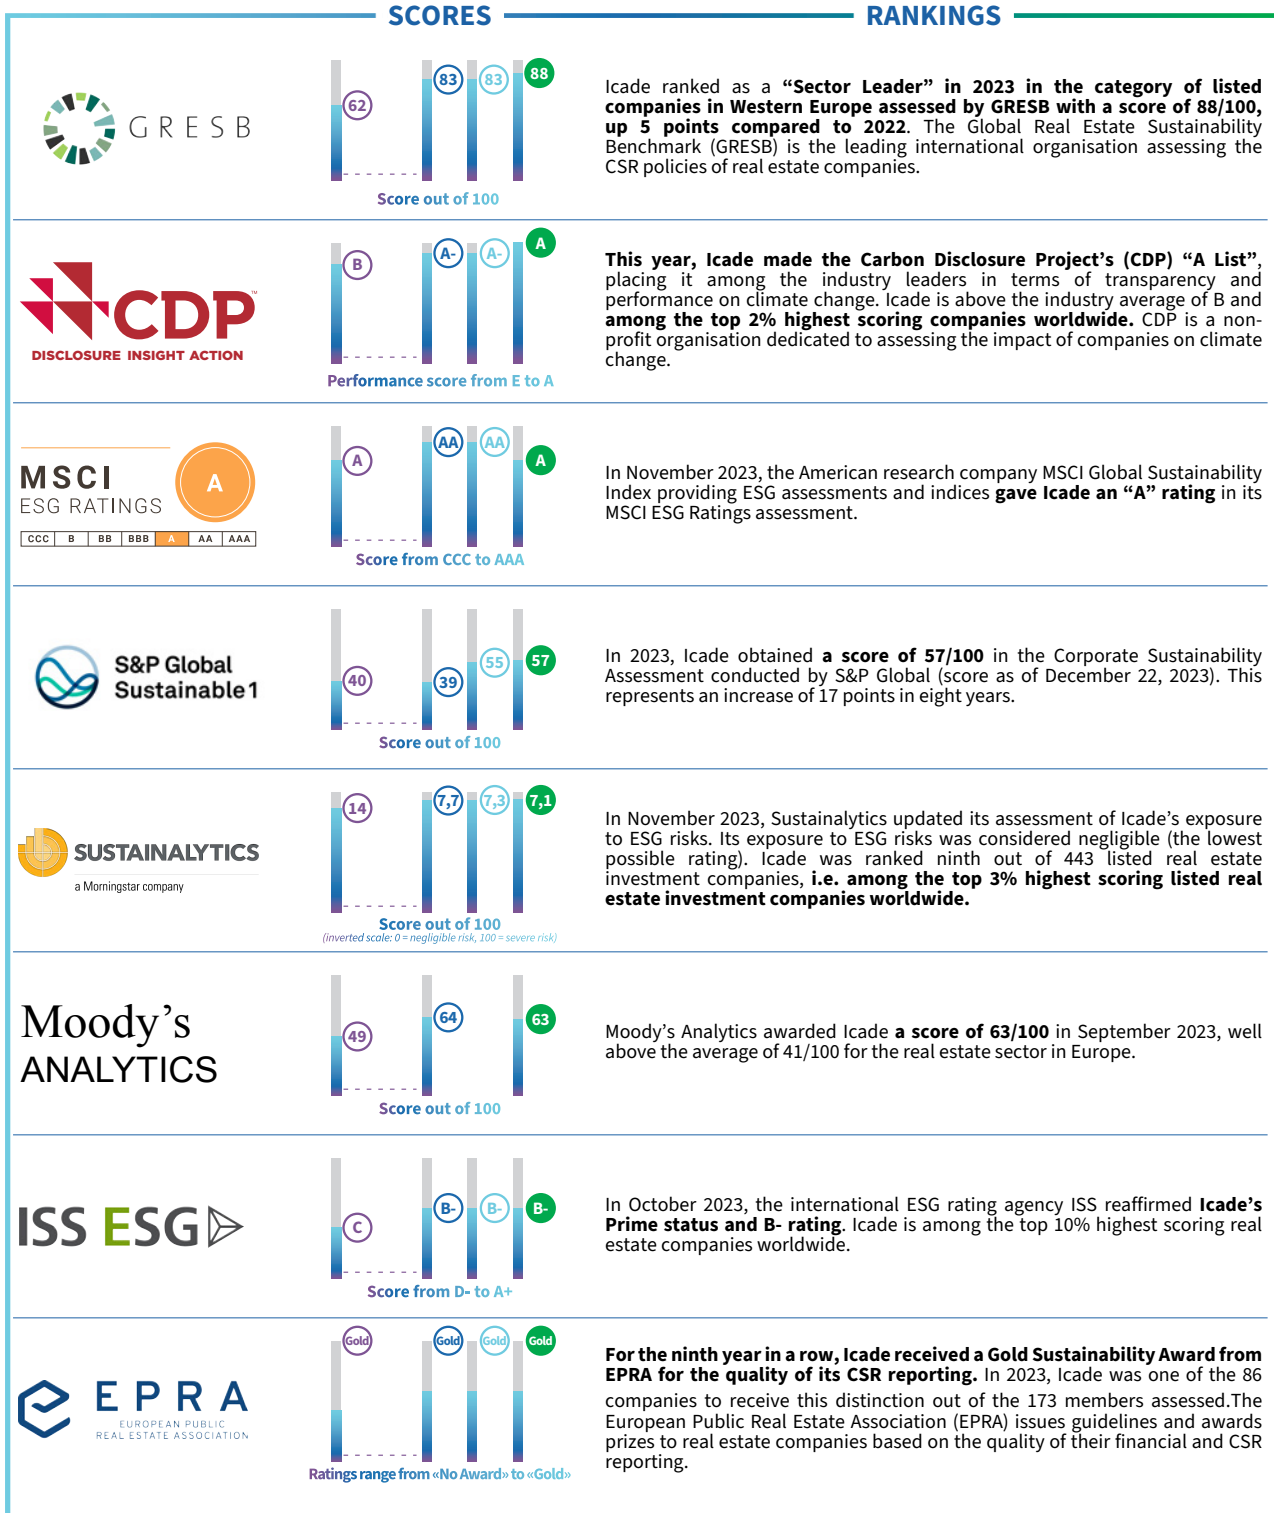 SCORES
RANKINGS
GRESB
62
83
83
88
Score out of 100
Icade ranked as a “Sector Leader” in 2023 in the category of listed
companies in Western Europe assessed by GRESB with a score of 88/100,
up 5 points compared to 2022. The Global Real Estate Sustainability
Benchmark (GRESB) is the leading international organisation assessing the
CSR policies of real estate companies.
CDP™
DISCLOSURE INSIGHT ACTION
B
A-
A-
A
Performance score from E to A
This year, Icade made the Carbon Disclosure Project’s (CDP) “A List”,
placing it among the industry leaders in terms of transparency and
performance on climate change. Icade is above the industry average of B and
among the top 2% highest scoring companies worldwide. CDP is a non-
profit organisation dedicated to assessing the impact of companies on climate
change.
MSCI
ESG RATINGS
A
CCC B BB BBB A AA AAA
A
AA
AA
A
Score from CCC to AAA
In November 2023, the American research company MSCI Global Sustainability
Index providing ESG assessments and indices gave Icade an “A” rating in its
MSCI ESG Ratings assessment.
S&P Global
Sustainable1
40
39
55
57
Score out of 100
In 2023, Icade obtained a score of 57/100 in the Corporate Sustainability
Assessment conducted by S&P Global (score as of December 22, 2023). This
represents an increase of 17 points in eight years.
SUSTAINALYTICS
a Morningstar company
14
7,7
7,3
7,1
Score out of 100
(inverted scale: 0 = negligible risk, 100 = severe risk)
In November 2023, Sustainalytics updated its assessment of Icade’s exposure
to ESG risks. Its exposure to ESG risks was considered negligible (the lowest
possible rating). Icade was ranked ninth out of 443 listed real estate
investment companies, i.e. among the top 3% highest scoring listed real
estate investment companies worldwide.
Moody’s
ANALYTICS
49
64
63
Score out of 100
Moody’s Analytics awarded Icade a score of 63/100 in September 2023, well
above the average of 41/100 for the real estate sector in Europe.
ISS ESG
C
B-
B-
B-
Score from D- to A+
In October 2023, the international ESG rating agency ISS reaffirmed Icade’s
Prime status and B- rating. Icade is among the top 10% highest scoring real
estate companies worldwide.
EPRA
EUROPEAN PUBLIC
REAL ESTATE ASSOCIATION
Gold
Gold
Gold
Gold
Ratings range from «No Award» to «Gold»
For the ninth year in a row, Icade received a Gold Sustainability Award from
EPRA for the quality of its CSR reporting. In 2023, Icade was one of the 86
companies to receive this distinction out of the 173 members assessed.The
European Public Real Estate Association (EPRA) issues guidelines and awards
prizes to real estate companies based on the quality of their financial and CSR
reporting.